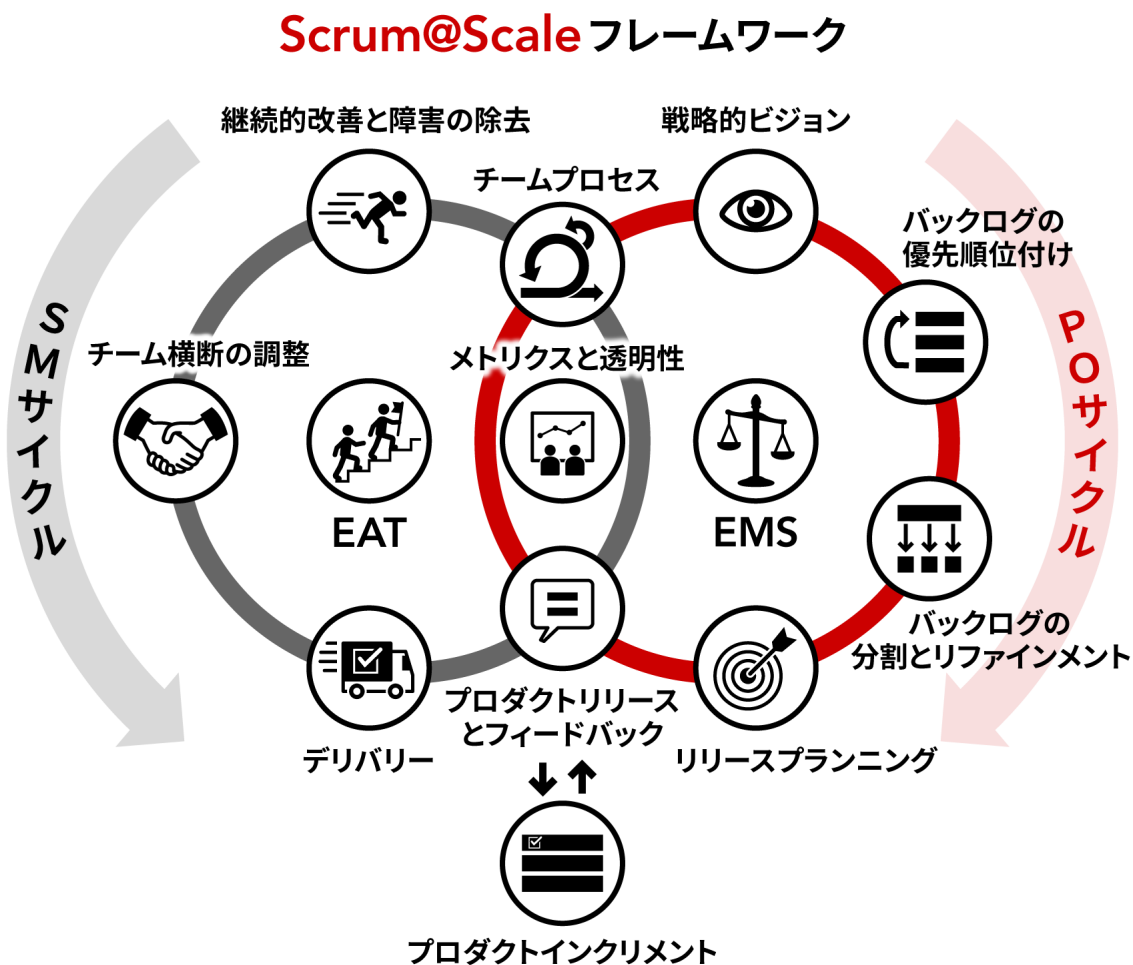 Scrum@Scale フレームワーク
継続的改善と障害の除去
戦略的ビジョン
チームプロセス
バックログの
優先順位付け
SMサイクル
チーム横断の調整
メトリクスと透明性
POサイクル
EAT
EMS
バックログの
分割とリファインメント
プロダクトリリース
とフィードバック
デリバリー
リリースプランニング
プロダクトインクリメント